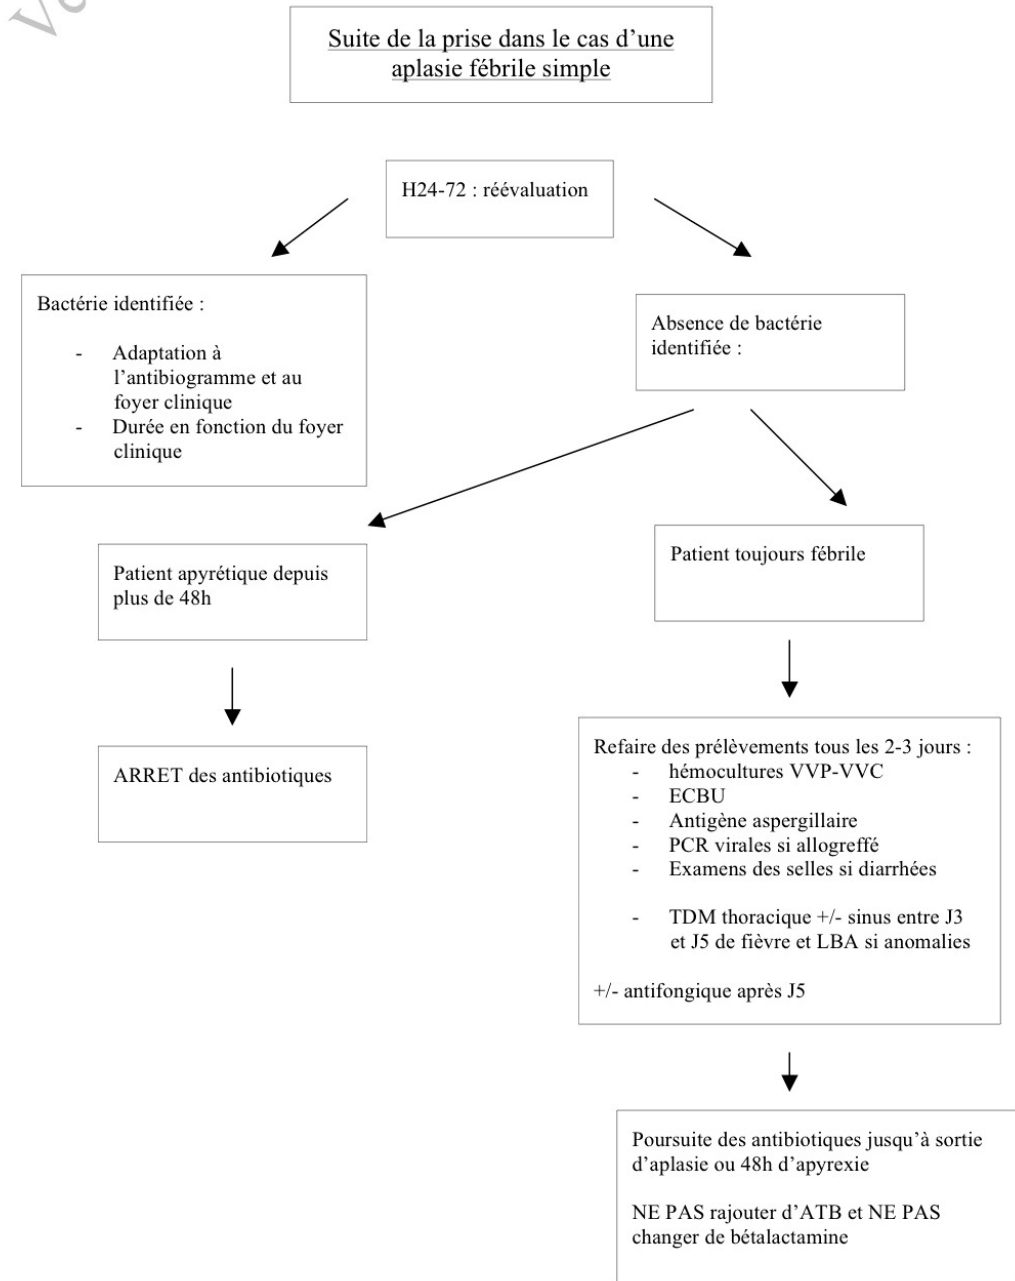 Suite de la prise dans le cas d'une
aplasie fébrile simple
H24-72 : réévaluation
Bactérie identifiée :
- Adaptation à
l'antibiogramme et au
foyer clinique
- Durée en fonction du foyer
clinique
Absence de bactérie
identifiée :
Patient apyrétique depuis
plus de 48h
Patient toujours fébrile
ARRET des antibiotiques
Refaire des prélèvements tous les 2-3 jours :
- hémocultures VVP-VVC
- ECBU
- Antigène aspergillaire
- PCR virales si allogreffé
- Examens des selles si diarrhées
- TDM thoracique +/- sinus entre J3
et J5 de fièvre et LBA si anomalies
+/- antifongique après J5
Poursuite des antibiotiques jusqu'à sortie
d'aplasie ou 48h d'apyrexie
NE PAS rajouter d'ATB et NE PAS
changer de bétalactamine